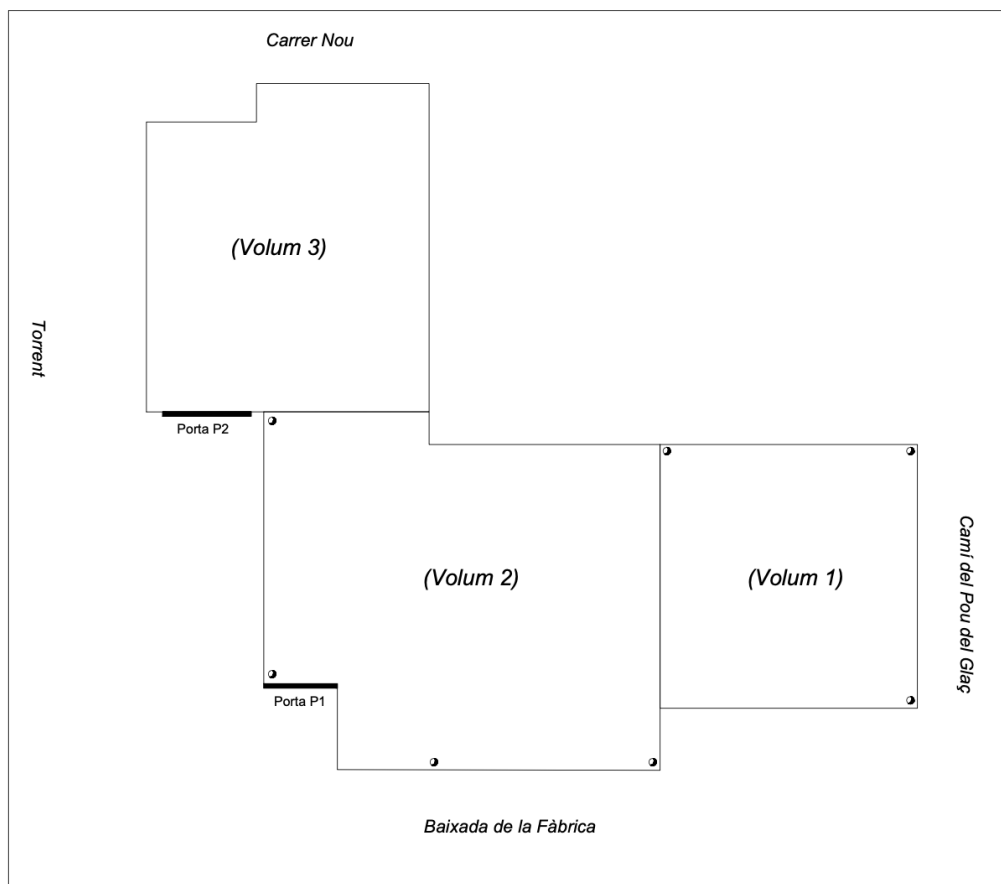 Carrer Nou
(Volum 3)
Torrent
Porta P2
(Volum 2)
(Volum 1)
Camí del Pou del Glaç
Porta P1
Baixada de la Fàbrica